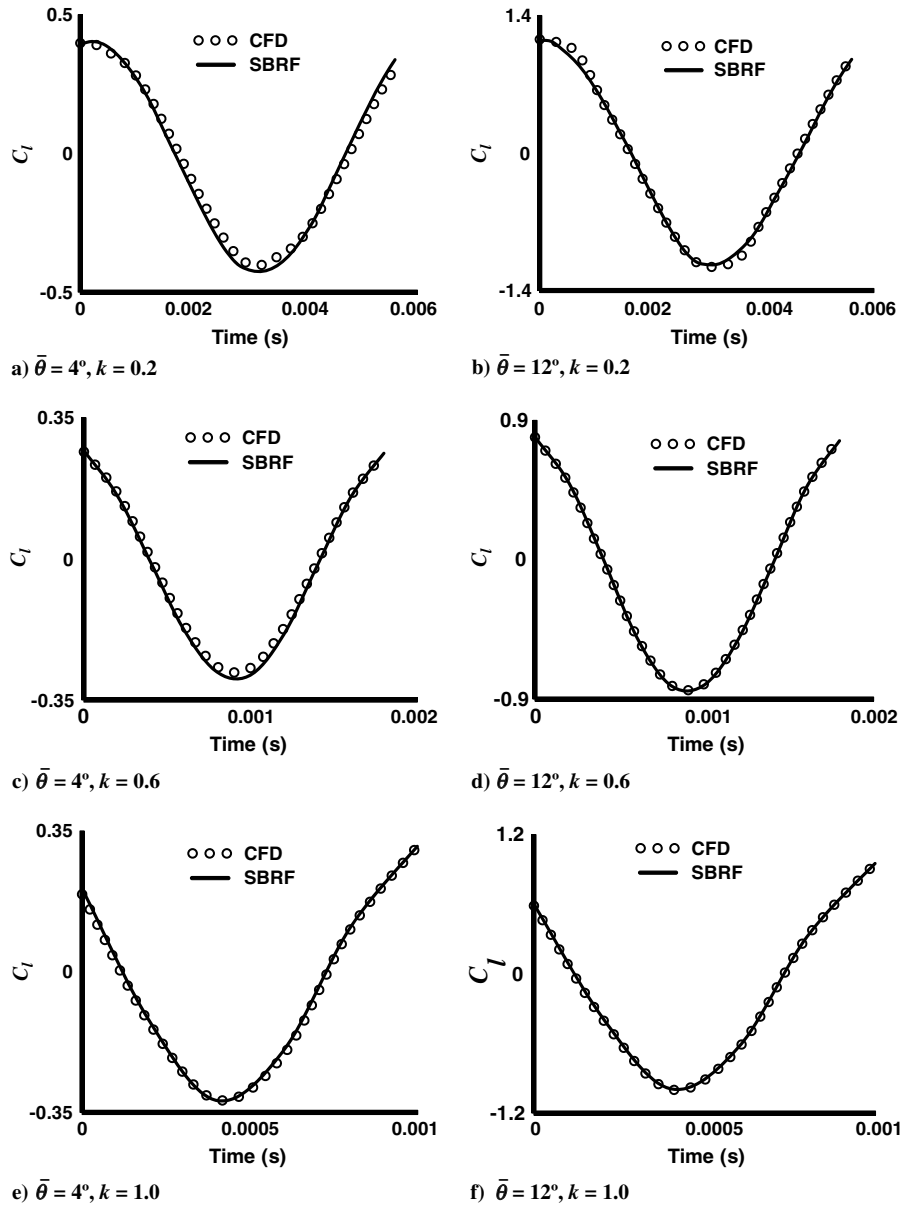 0.5
CFD
SBRF
C_l
0
-0.5
0
0.002
0.004
0.006
Time (s)
a) θ̄ = 4º, k = 0.2
1.4
CFD
SBRF
C_l
0
-1.4
0
0.002
0.004
0.006
Time (s)
b) θ̄ = 12º, k = 0.2
0.35
CFD
SBRF
C_l
0
-0.35
0
0.001
0.002
Time (s)
c) θ̄ = 4º, k = 0.6
0.9
CFD
SBRF
C_l
0
-0.9
0
0.001
0.002
Time (s)
d) θ̄ = 12º, k = 0.6
0.35
CFD
SBRF
C_l
0
-0.35
0
0.0005
0.001
Time (s)
e) θ̄ = 4º, k = 1.0
1.2
CFD
SBRF
C_l
0
-1.2
0
0.0005
0.001
Time (s)
f) θ̄ = 12º, k = 1.0